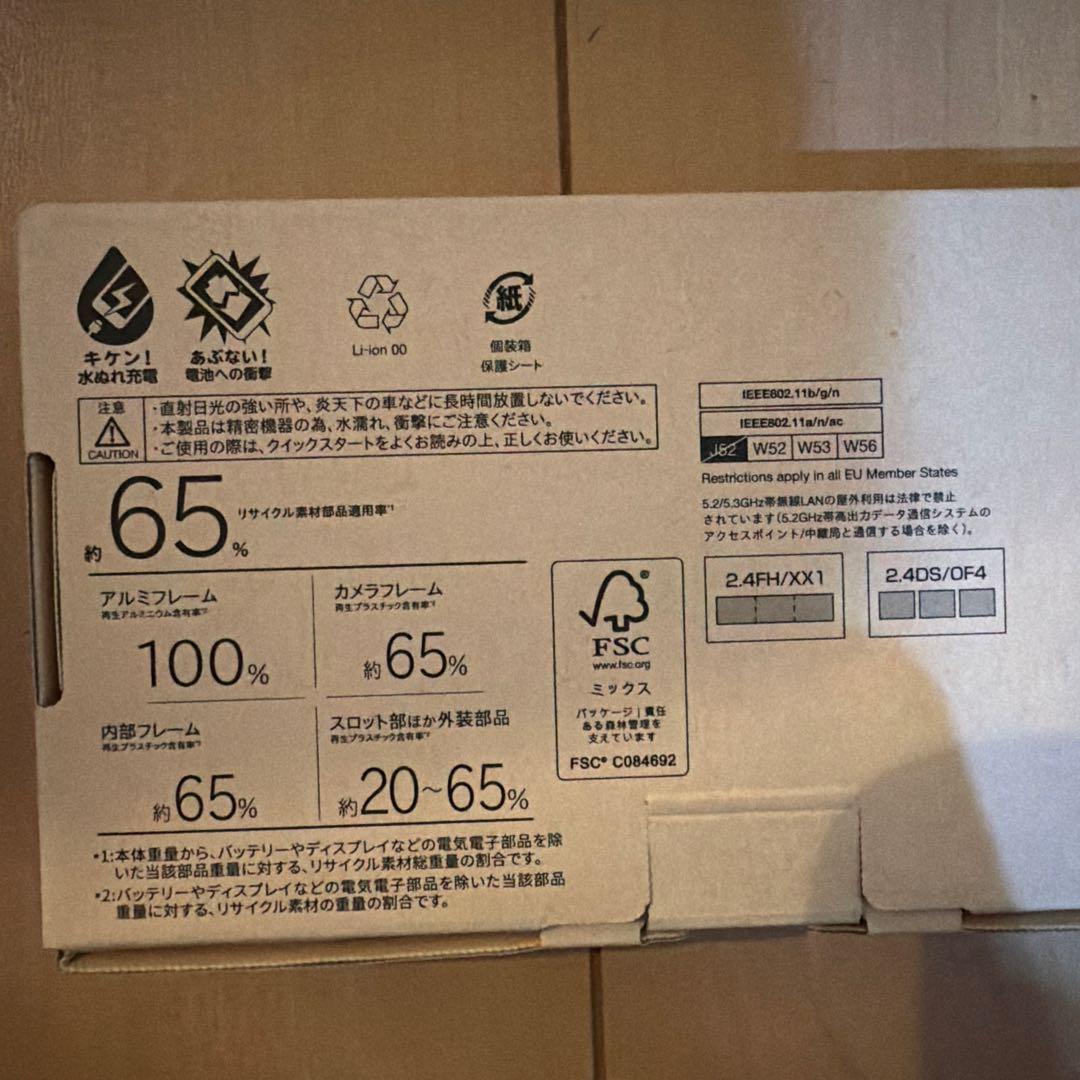 キケン!
水ぬれ充電
あぶない!
電池への衝撃
Li-ion 00
紙
個装箱
保護シート
注意
CAUTION
・直射日光の強い所や、炎天下の車などに長時間放置しないでください。
・本製品は精密機器の為、水濡れ、衝撃にご注意ください。
・ご使用の際は、クイックスタートをよくお読みの上、正しくお使いください。
IEEE802.11b/g/n
IEEE802.11a/n/ac
J52 W52 W53 W56
Restrictions apply in all EU Member States
5.2/5.3GHz帯無線LANの屋外利用は法律で禁止
されています(5.2GHz帯高出力データ通信システムの
アクセスポイント/中継局と通信する場合を除く)。
2.4FH/XX1
2.4DS/OF4
約65% リサイクル素材部品適用率*1
アルミフレーム
再生アルミニウム含有率*2
100%
カメラフレーム
再生プラスチック含有率*2
約65%
内部フレーム
再生プラスチック含有率*2
約65%
スロット部ほか外装部品
再生プラスチック含有率*2
約20~65%
*1:本体重量から、バッテリーやディスプレイなどの電気電子部品を除
いた当該部品重量に対する、リサイクル素材総重量の割合です。
*2:バッテリーやディスプレイなどの電気電子部品を除いた当該部品
重量に対する、リサイクル素材の重量の割合です。
®
FSC
www.fsc.org
ミックス
パッケージ|責任
ある森林管理を
支えています
FSC® C084692